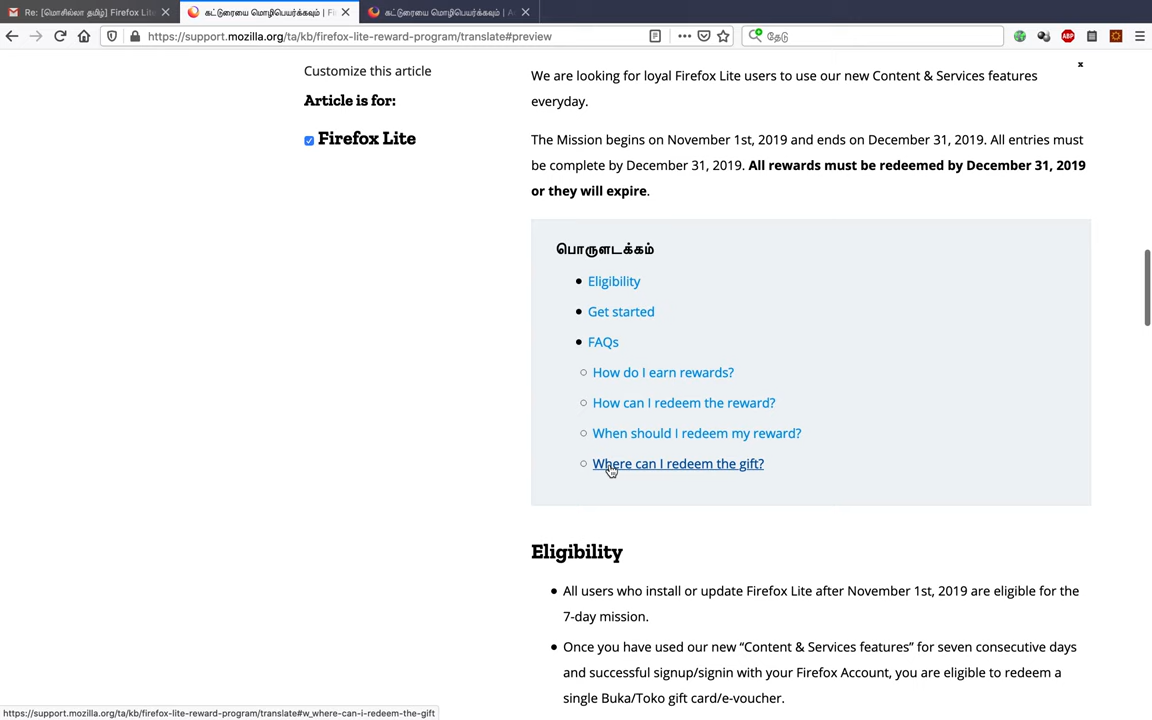 Re: [மொசில்லா தமிழ்] Firefox Lit
கட்டுரையை மொழிபெயர்க்கவும் | Fi
கட்டுரையை மொழிபெயர்க்கவும் | A
https://support.mozilla.org/ta/kb/firefox-lite-reward-program/translate#preview
தேடு
ABP
Customize this article
Article is for:
Firefox Lite
x
We are looking for loyal Firefox Lite users to use our new Content & Services features
everyday.
The Mission begins on November 1st, 2019 and ends on December 31, 2019. All entries must
be complete by December 31, 2019. All rewards must be redeemed by December 31, 2019
or they will expire.
பொருளடக்கம்
Eligibility
Get started
FAQs
How do I earn rewards?
How can I redeem the reward?
When should I redeem my reward?
Where can I redeem the gift?
Eligibility
All users who install or update Firefox Lite after November 1st, 2019 are eligible for the
7-day mission.
Once you have used our new “Content & Services features” for seven consecutive days
and successful signup/signin with your Firefox Account, you are eligible to redeem a
single Buka/Toko gift card/e-voucher.
https://support.mozilla.org/ta/kb/firefox-lite-reward-program/translate#w_where-can-i-redeem-the-gift